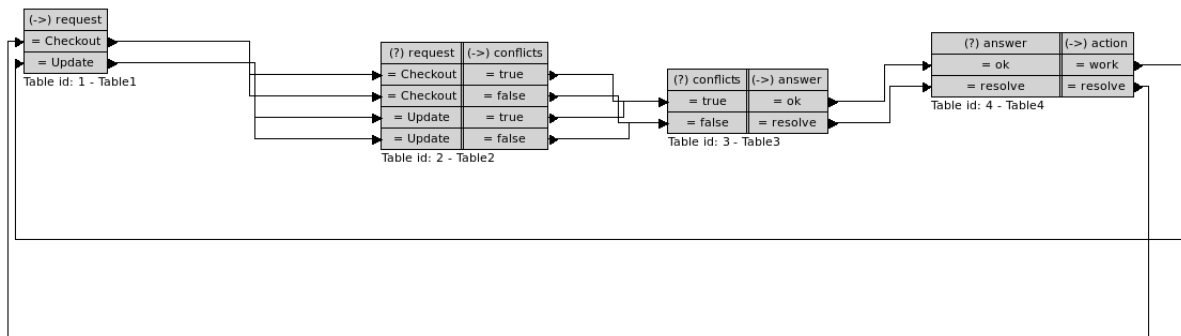 (->) request
= Checkout
= Update
Table id: 1 - Table1
(?) request (->) conflicts
= Checkout = true
= Checkout = false
= Update = true
= Update = false
Table id: 2 - Table2
(?) conflicts (->) answer
= true = ok
= false = resolve
Table id: 3 - Table3
(?) answer (->) action
= ok = work
= resolve = resolve
Table id: 4 - Table4